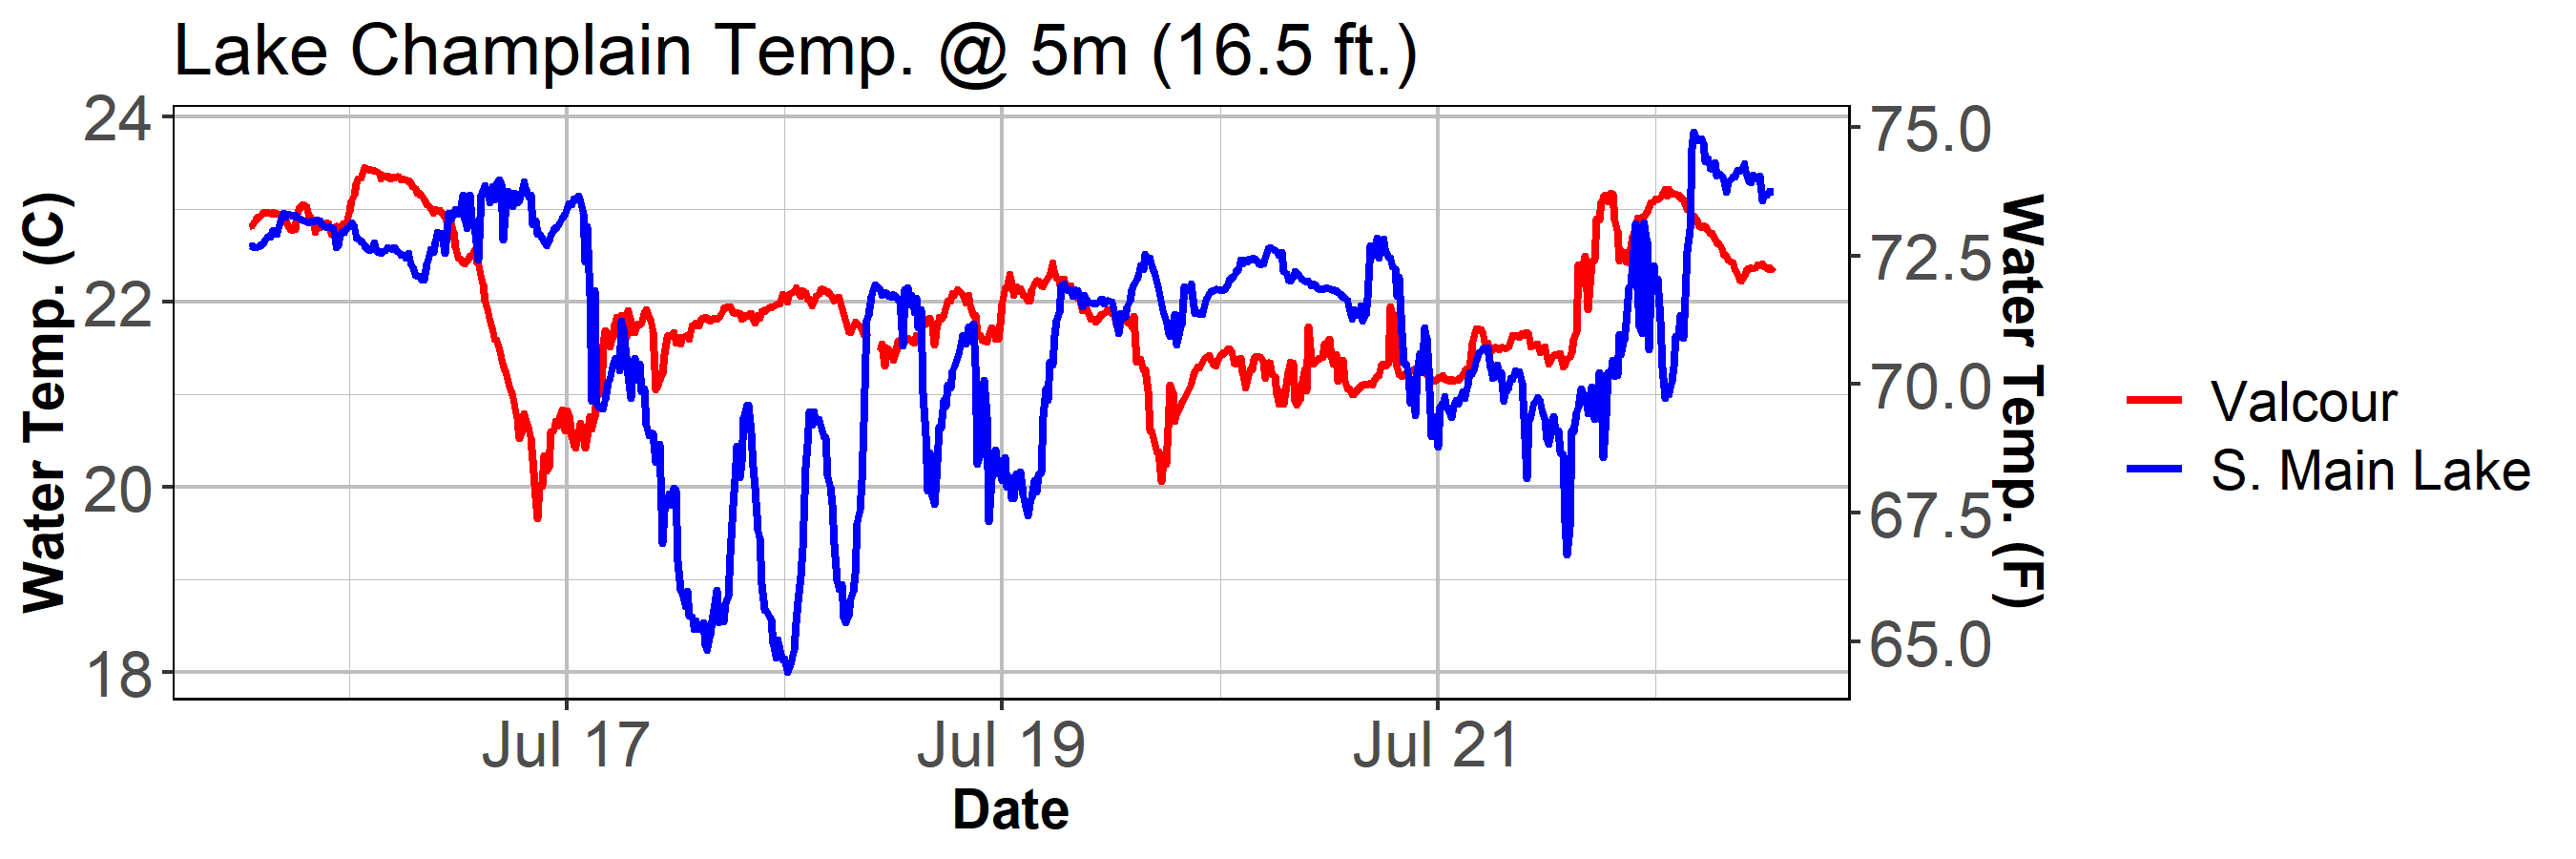 Lake Champlain Temp. @ 5m (16.5 ft.)
Water Temp. (C)
24
22
20
18
75.0
72.5
70.0
67.5
65.0
Water Temp. (F)
Jul 17
Jul 19
Jul 21
Date
Valcour
S. Main Lake